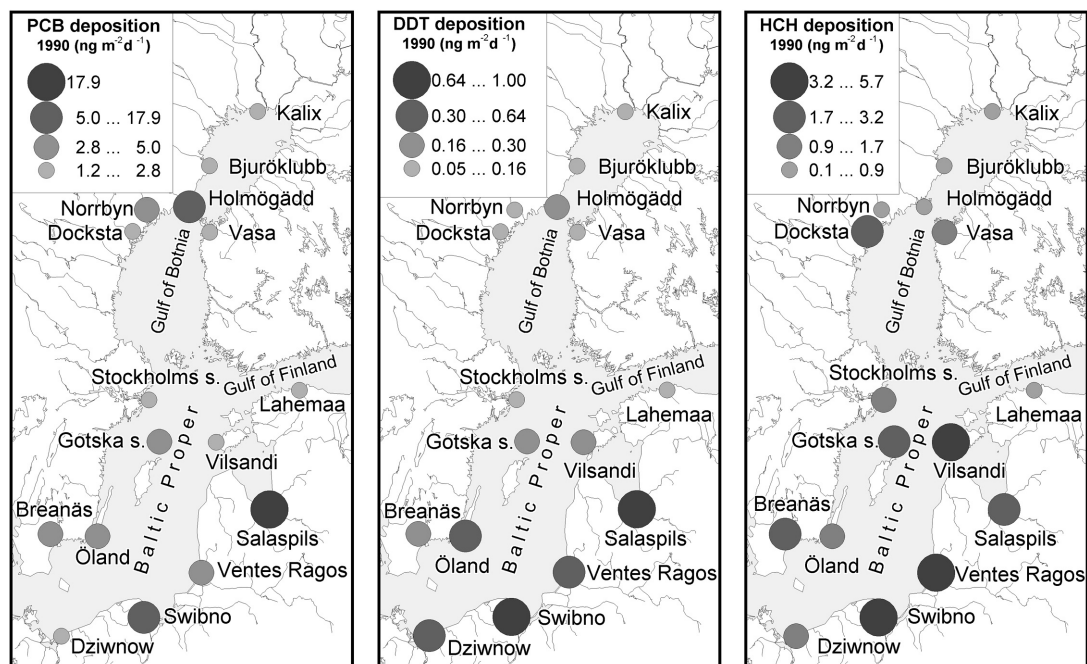 PCB deposition
1990 (ng m⁻²d⁻¹)
17.9
5.0 ... 17.9
2.8 ... 5.0
1.2 ... 2.8
Kalix
Bjuröklubb
Holmögädd
Norrbyn
Docksta
Vasa
Gulf of Botnia
Stockholms s.
Gulf of Finland
Lahemaa
Gotska s.
Vilsandi
Baltic Proper
Breanäs
Öland
Salaspils
Ventes Ragos
Swibno
Dziwnow
DDT deposition
1990 (ng m⁻²d⁻¹)
0.64 ... 1.00
0.30 ... 0.64
0.16 ... 0.30
0.05 ... 0.16
Kalix
Bjuröklubb
Holmögädd
Norrbyn
Docksta
Vasa
Gulf of Botnia
Stockholms s.
Gulf of Finland
Lahemaa
Gotska s.
Vilsandi
Baltic Proper
Breanäs
Öland
Salaspils
Ventes Ragos
Swibno
Dziwnow
HCH deposition
1990 (ng m⁻²d⁻¹)
3.2 ... 5.7
1.7 ... 3.2
0.9 ... 1.7
0.1 ... 0.9
Kalix
Bjuröklubb
Holmögädd
Norrbyn
Docksta
Vasa
Gulf of Botnia
Stockholms s.
Gulf of Finland
Lahemaa
Gotska s.
Vilsandi
Baltic Proper
Breanäs
Öland
Salaspils
Ventes Ragos
Swibno
Dziwnow